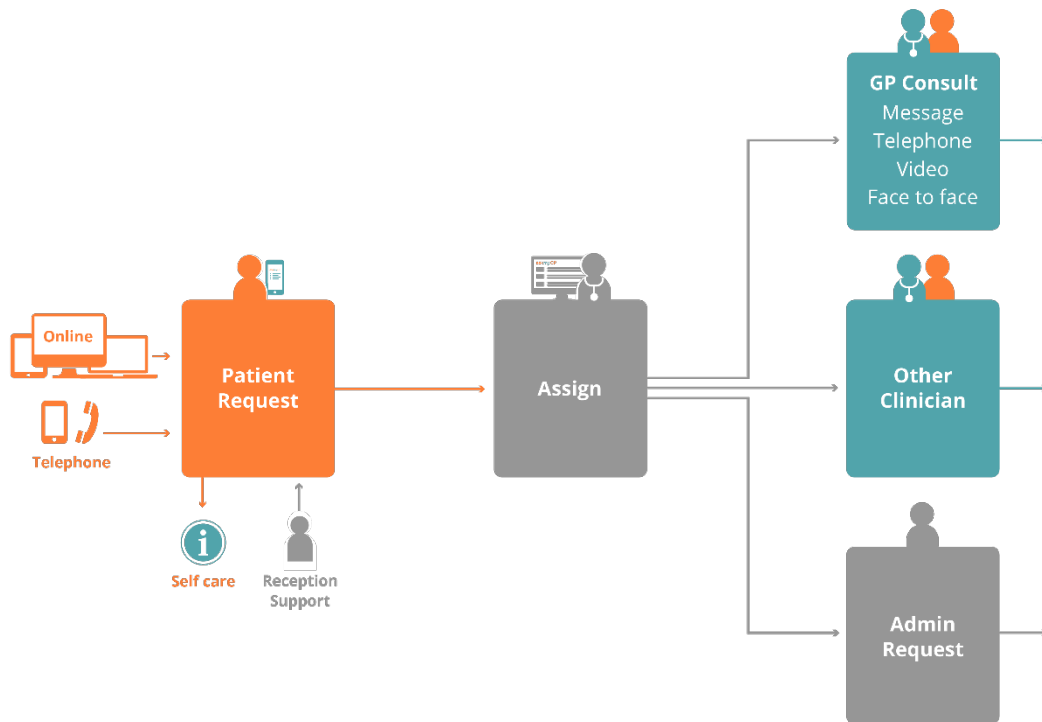 GP Consult
Message
Telephone
Video
Face to face
Online
Patient
Request
Assign
Other
Clinician
Telephone
Self care
Reception
Support
Admin
Request